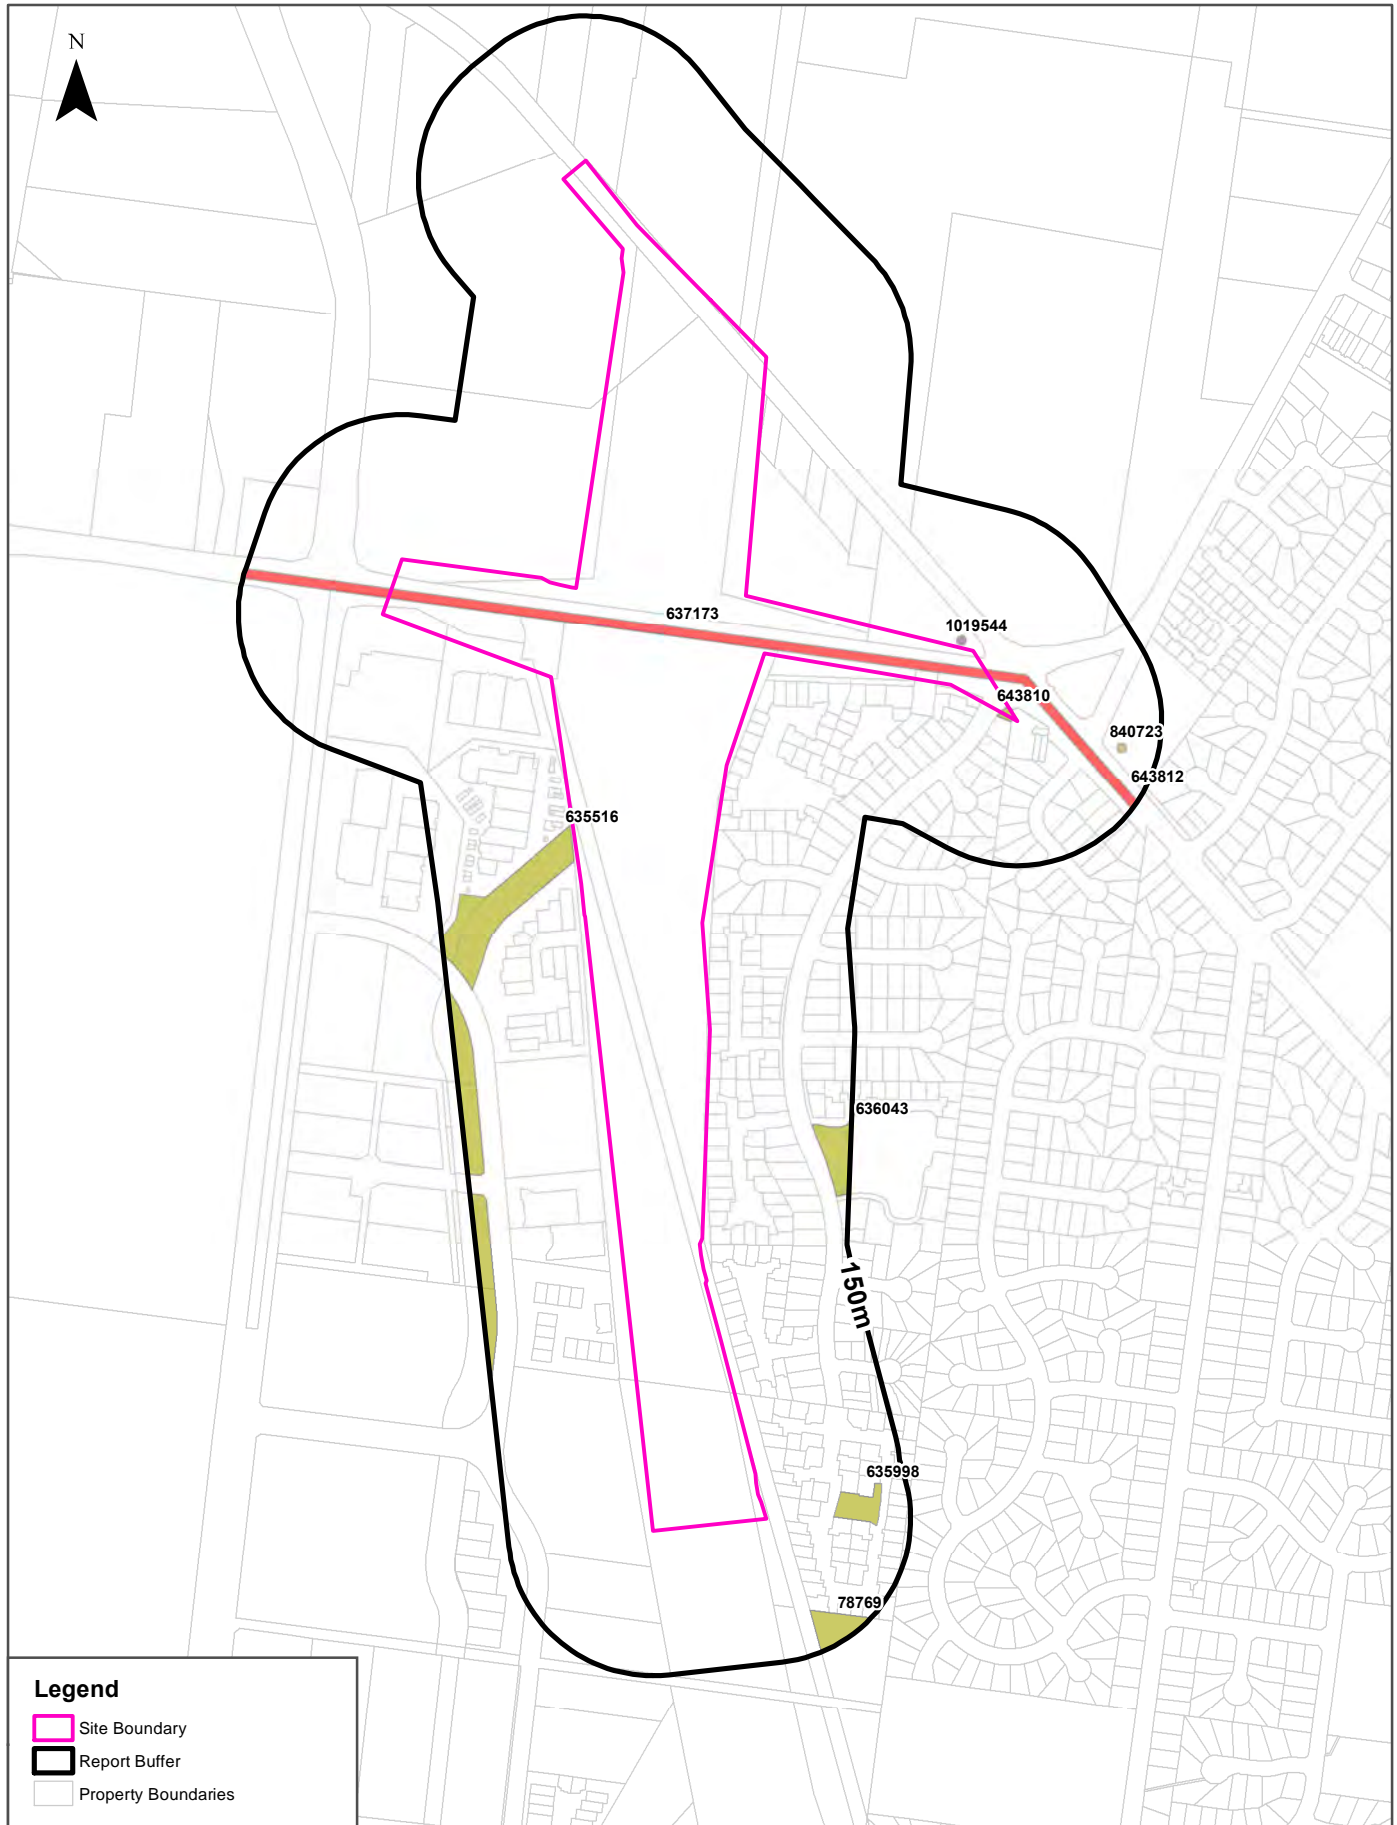 N
637173
1019544
643810
840723
643812
635516
636043
150m
635998
78769
Legend
Site Boundary
Report Buffer
Property Boundaries